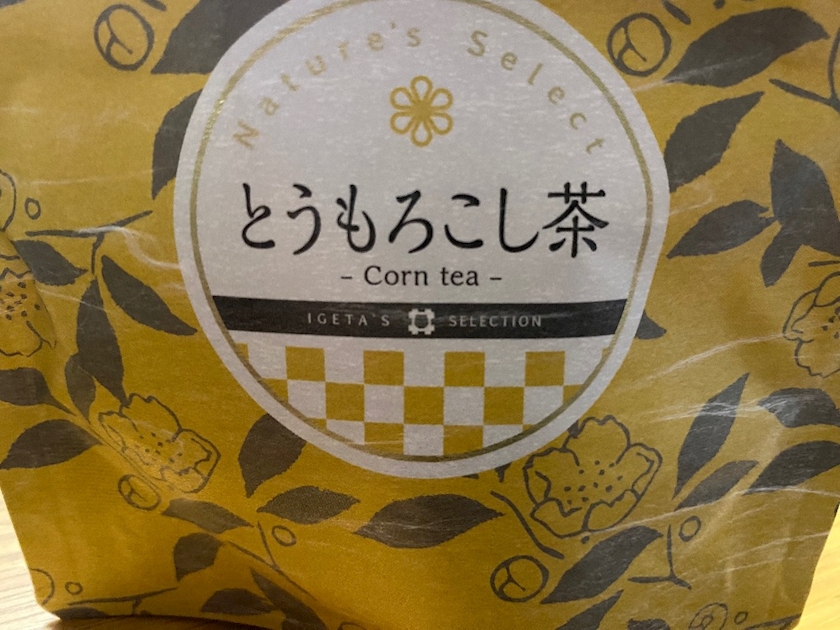 Nature's Select
とうもろこし茶
- Corn tea -
IGETA'S SELECTION